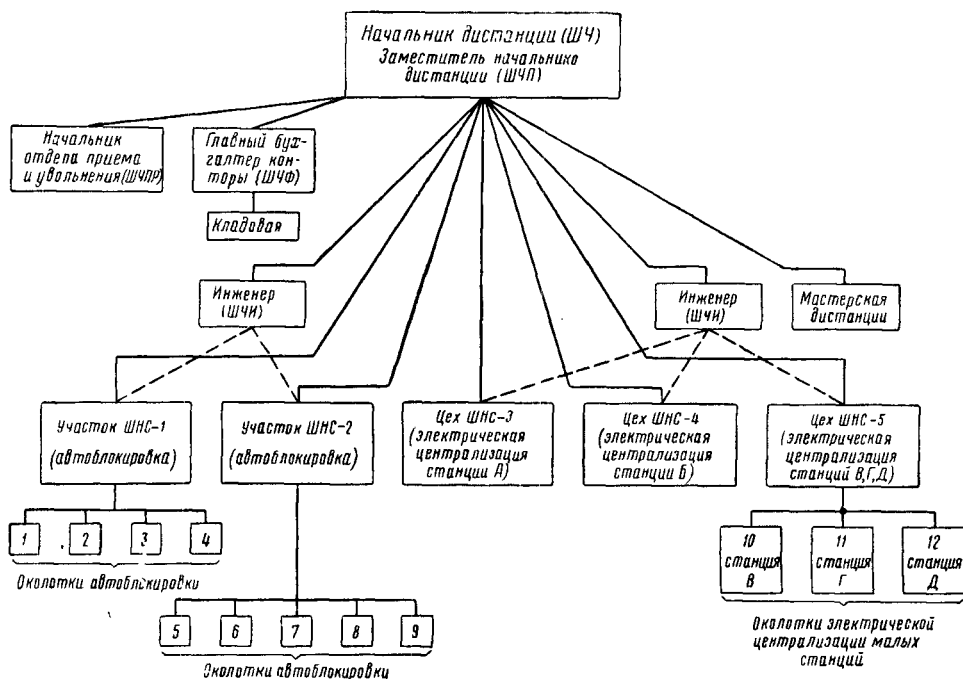 Начальник дистанции (ШЧ)
Заместитель начальнико
дистанции (ШЧП)
Начальник
отдела приема
и увольнения(ШЧПР)
Главный бух-
галтер кон-
торы (ШЧФ)
Кладовая
Инженер
(ШЧИ)
Инженер
(ШЧИ)
Мастерская
дистанции
Участок ШНС-1
(автоблокировка)
Участок ШНС-2
(автоблокировка)
Цех ШНС-3
(электрическая
централизация
станции А)
Цех ШНС-4
(электрическая
централизация
станции Б)
Цех ШНС-5
(электрическая
централизация
станций В,Г,Д)
1 2 3 4
Околотки автоблокировки
10
станция
В
11
станция
Г
12
станция
Д
5 6 7 8 9
Околотки автоблокировки
Околотки электрической
централизации малых
станций